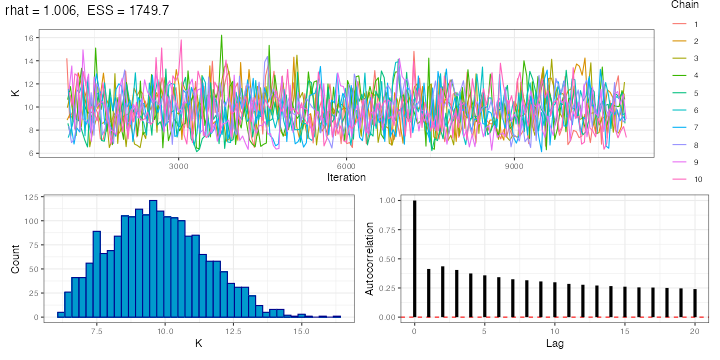 rhat = 1.006, ESS = 1749.7
Chain
1
2
3
4
5
6
7
8
9
10
K
16
14
12
10
8
6
3000 6000 9000
Iteration
Count
125
100
75
50
25
0
7.5 10.0 12.5 15.0
K
Autocorrelation
1.00
0.75
0.50
0.25
0.00
0 5 10 15 20
Lag